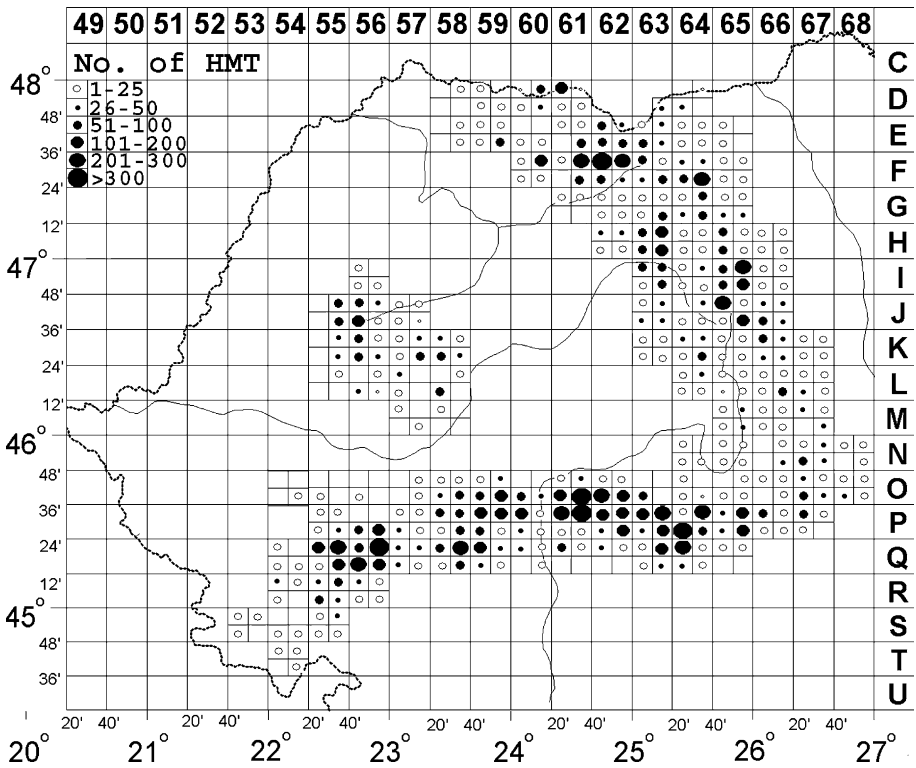 49 50 51 52 53 54 55 56 57 58 59 60 61 62 63 64 65 66 67 68
No. of HMT
1-25
26-50
51-100
101-200
201-300
>300
48°
48'
36'
24'
12'
47°
48'
36'
24'
12'
46°
48'
36'
24'
12'
45°
48'
36'
C
D
E
F
G
H
I
J
K
L
M
N
O
P
Q
R
S
T
U
20' 40' 20' 40' 20' 40' 20' 40' 20' 40' 20' 40' 20' 40'
20° 21° 22° 23° 24° 25° 26° 27°